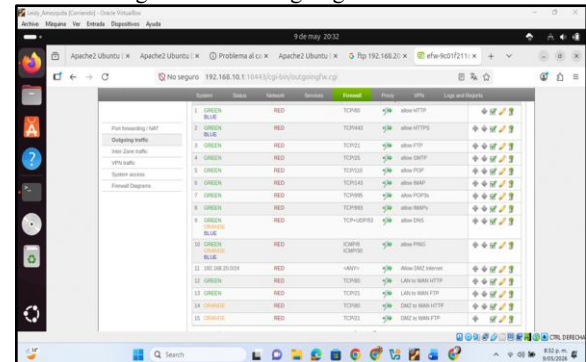 Leidy_Amezquita [Corriendo] - Oracle VirtualBox
Archivo Máquina Ver Entrada Dispositivos Ayuda
9 de may 20:32
Apache2 Ubuntu Apache2 Ubuntu Problema al Apache2 Ubuntu ftp 192.168.20 efw-9c01f211
No seguro 192.168.10.1:10443/cgi-bin/outgoingfw.cgi
System Status Network Services Firewall Proxy VPN Logs and Reports
Port forwarding / NAT
Outgoing traffic
Inter-Zone traffic
VPN traffic
System access
Firewall Diagrams
1 GREEN BLUE RED TCP/80 allow HTTP
2 GREEN BLUE RED TCP/443 allow HTTPS
3 GREEN RED TCP/21 allow FTP
4 GREEN RED TCP/25 allow SMTP
5 GREEN RED TCP/110 allow POP
6 GREEN RED TCP/143 allow IMAP
7 GREEN RED TCP/995 allow POP3s
8 GREEN RED TCP/993 allow IMAPs
9 GREEN ORANGE BLUE RED TCP+UDP/53 allow DNS
10 GREEN ORANGE BLUE RED ICMP/8 ICMP/30 allow PING
11 RED <ANY> Allow DMZ Internet
12 GREEN RED TCP/80 LAN to WAN HTTP
13 GREEN RED TCP/21 LAN to WAN FTP
14 ORANGE RED TCP/80 DMZ to WAN HTTP
15 ORANGE RED TCP/21 DMZ to WAN FTP
CTRL DERECHA
Search
8:32 p. m.
9/05/2026